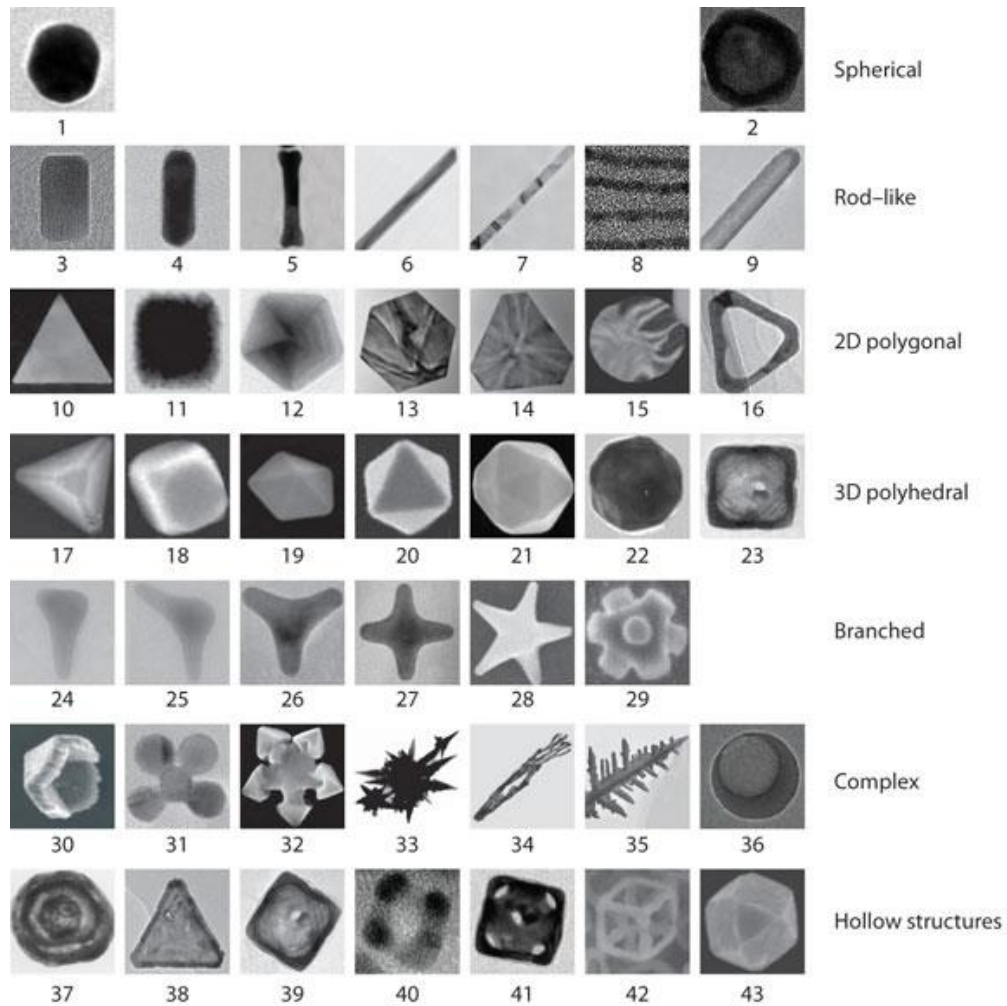 1 2 Spherical
3 4 5 6 7 8 9 Rod–like
10 11 12 13 14 15 16 2D polygonal
17 18 19 20 21 22 23 3D polyhedral
24 25 26 27 28 29 Branched
30 31 32 33 34 35 36 Complex
37 38 39 40 41 42 43 Hollow structures